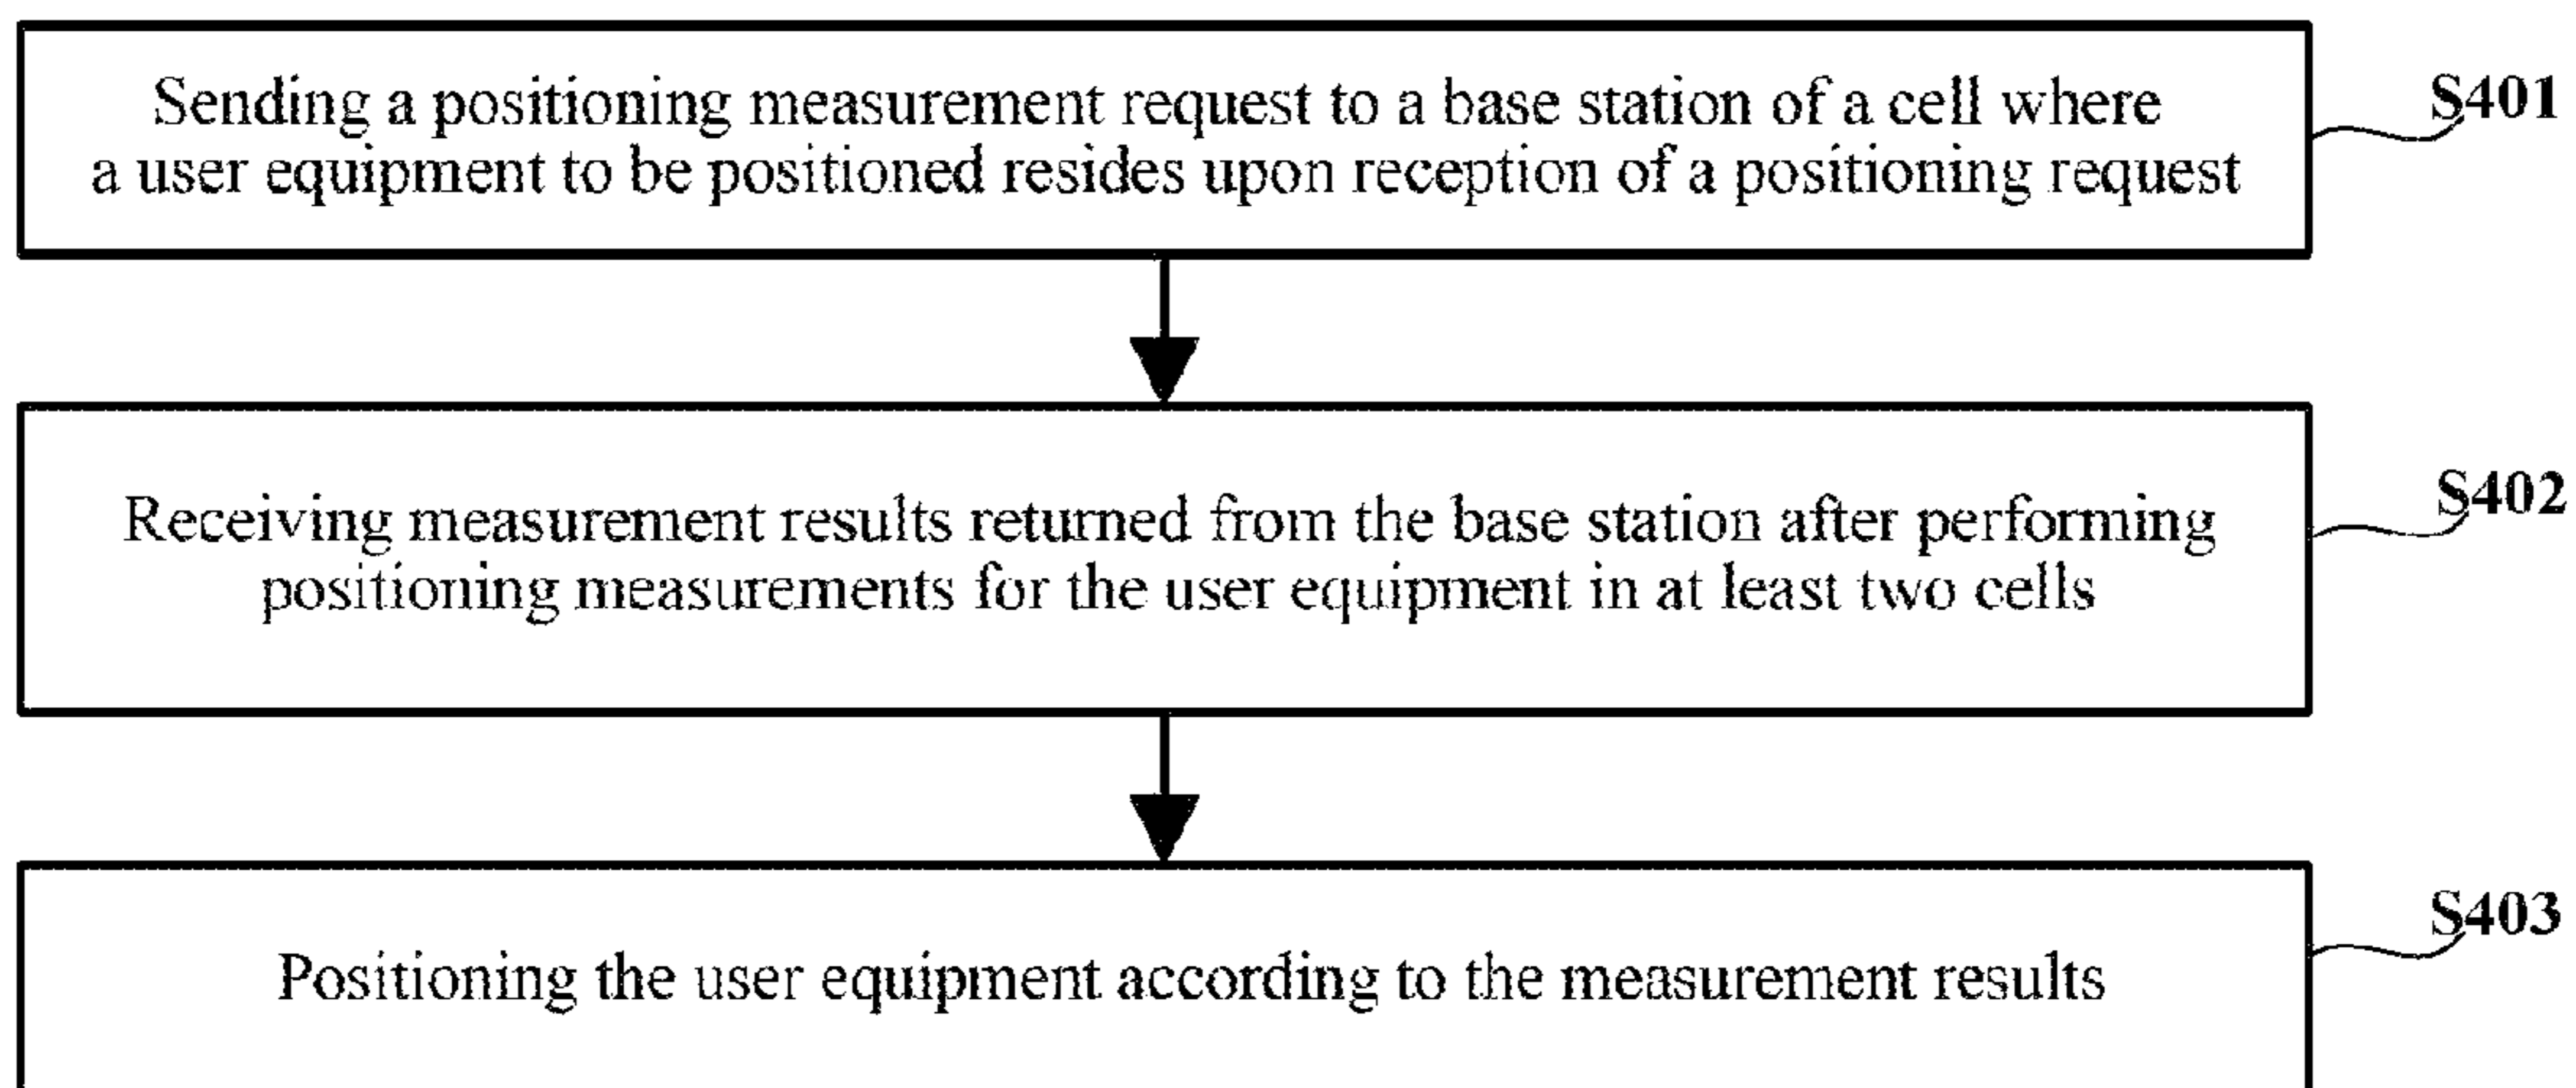 Sending a positioning measurement request to a base station of a cell where
a user equipment to be positioned resides upon reception of a positioning request
S401
Receiving measurement results returned from the base station after performing
positioning measurements for the user equipment in at least two cells
S402
Positioning the user equipment according to the measurement results
S403